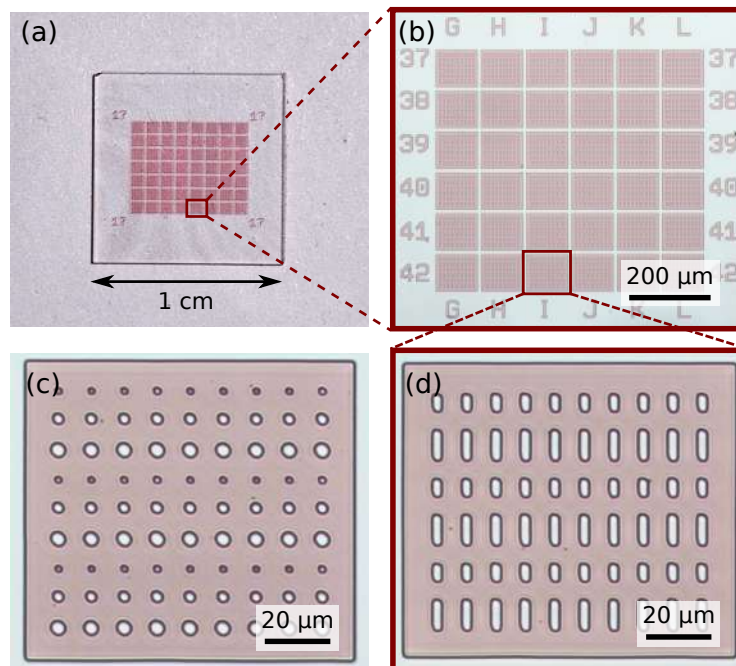 (a)
17 17
17 17
1 cm
(b)
G H I J K L
37 37
38 38
39 39
40 40
41 41
42 42
200 µm
G H I J K L
(c)
20 µm
(d)
20 µm